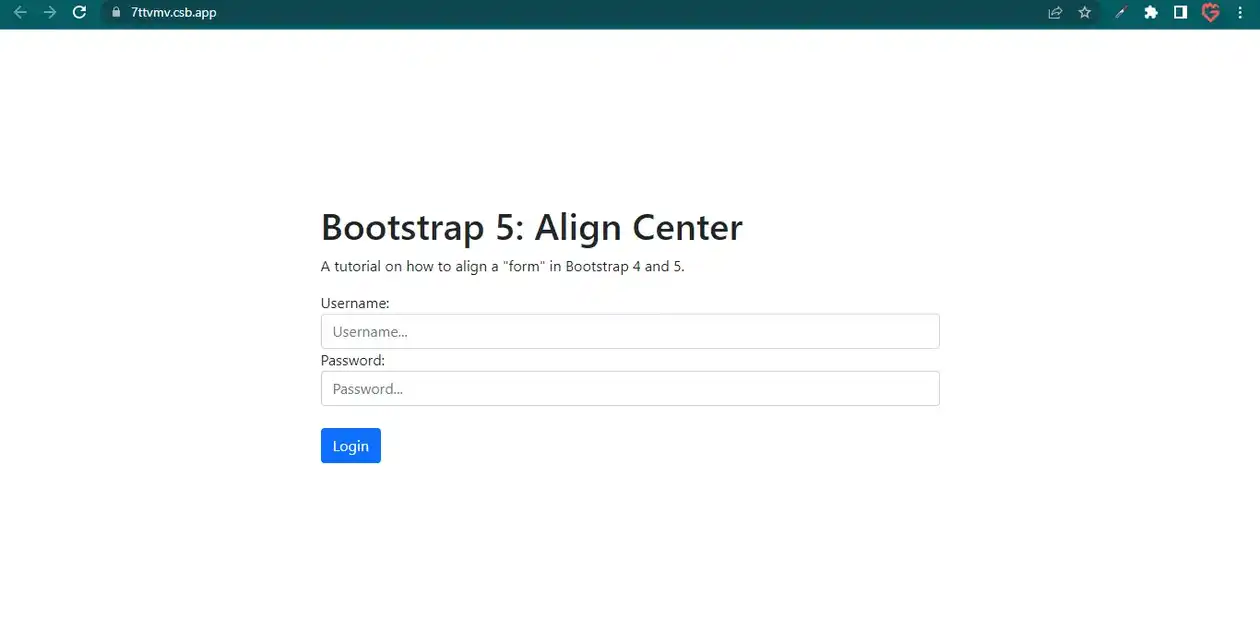 7ttvmv.csb.app
Bootstrap 5: Align Center
A tutorial on how to align a "form" in Bootstrap 4 and 5.
Username:
Username...
Password:
Password...
Login